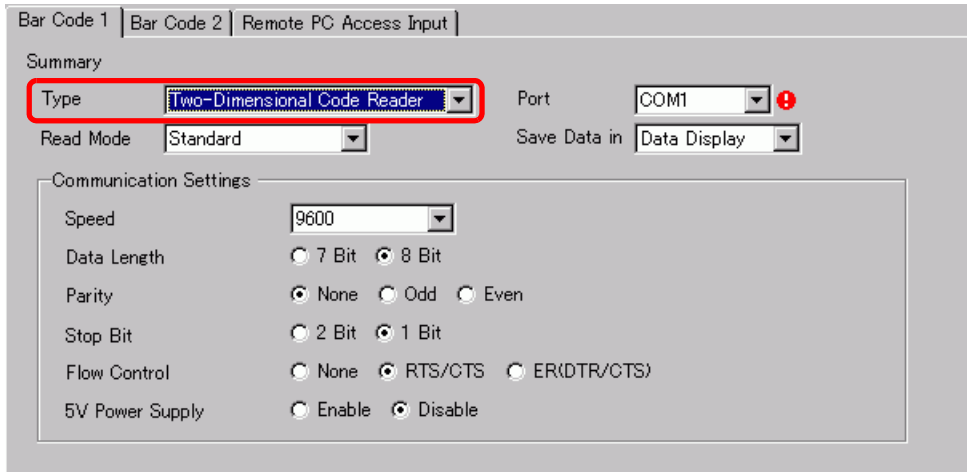 Bar Code 1 Bar Code 2 Remote PC Access Input
Summary
Type Two-Dimensional Code Reader Port COM1
Read Mode Standard Save Data in Data Display
Communication Settings
Speed 9600
Data Length 7 Bit 8 Bit
Parity None Odd Even
Stop Bit 2 Bit 1 Bit
Flow Control None RTS/CTS ER(DTR/CTS)
5V Power Supply Enable Disable